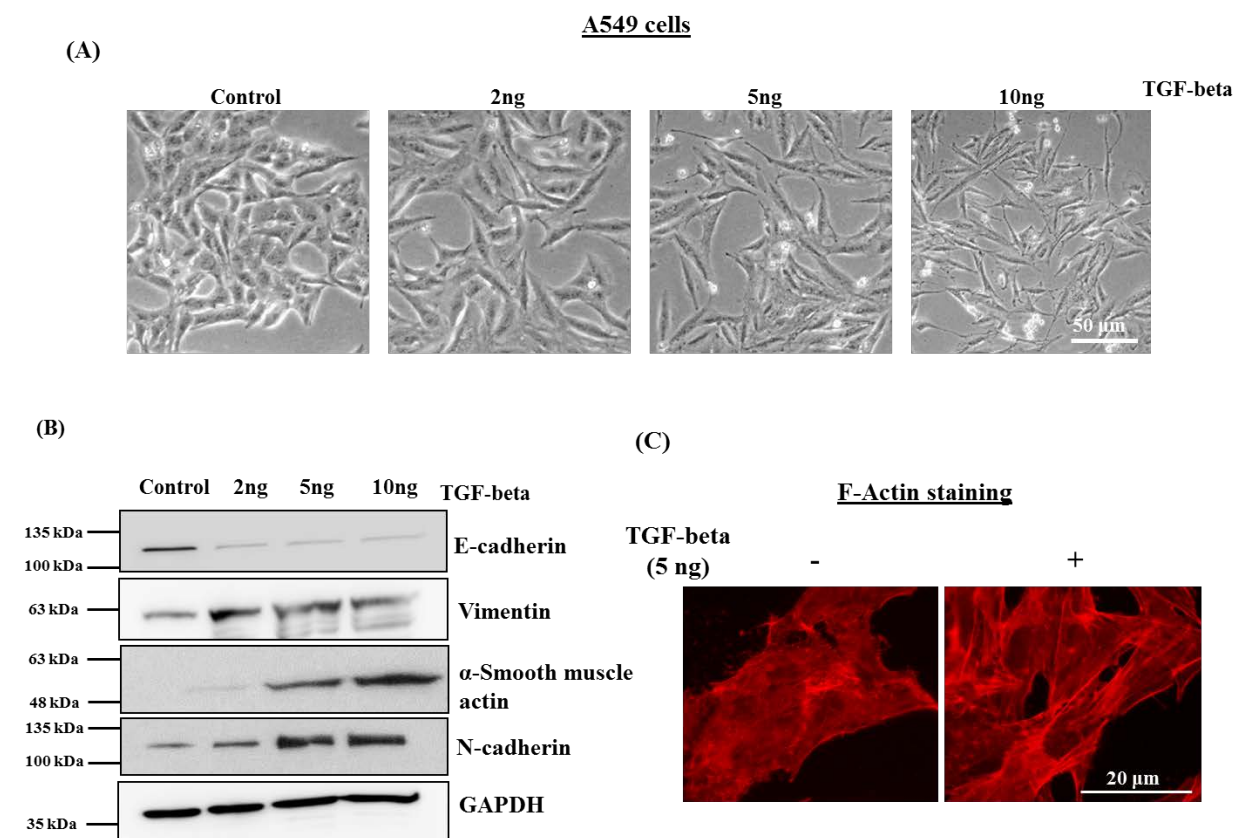 A549 cells
(A)
Control 2ng 5ng 10ng TGF-beta
50 µm
(B)
Control 2ng 5ng 10ng TGF-beta
135 kDa
100 kDa
E-cadherin
63 kDa
Vimentin
63 kDa
48 kDa
α-Smooth muscle
actin
135 kDa
100 kDa
N-cadherin
35 kDa
GAPDH
(C)
F-Actin staining
TGF-beta
(5 ng) - +
20 µm